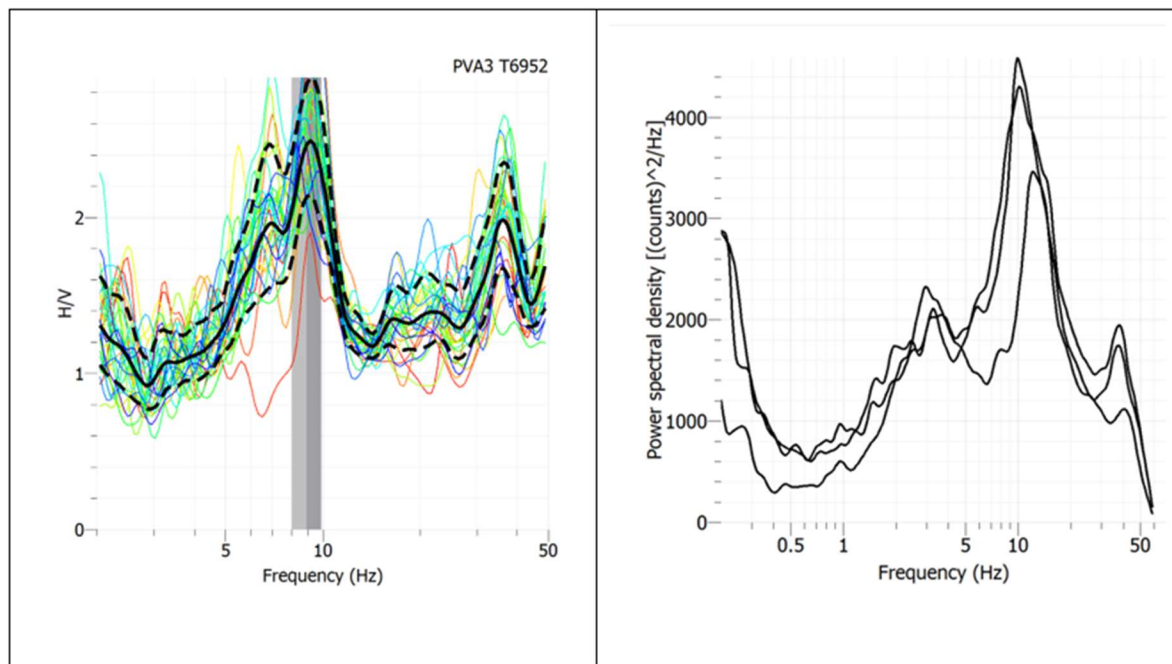 PVA3 T6952
H/V
2
1
0
5 10 50
Frequency (Hz)
Power spectral density [(counts)^2/Hz]
4000
3000
2000
1000
0
0.5 1 5 10 50
Frequency (Hz)